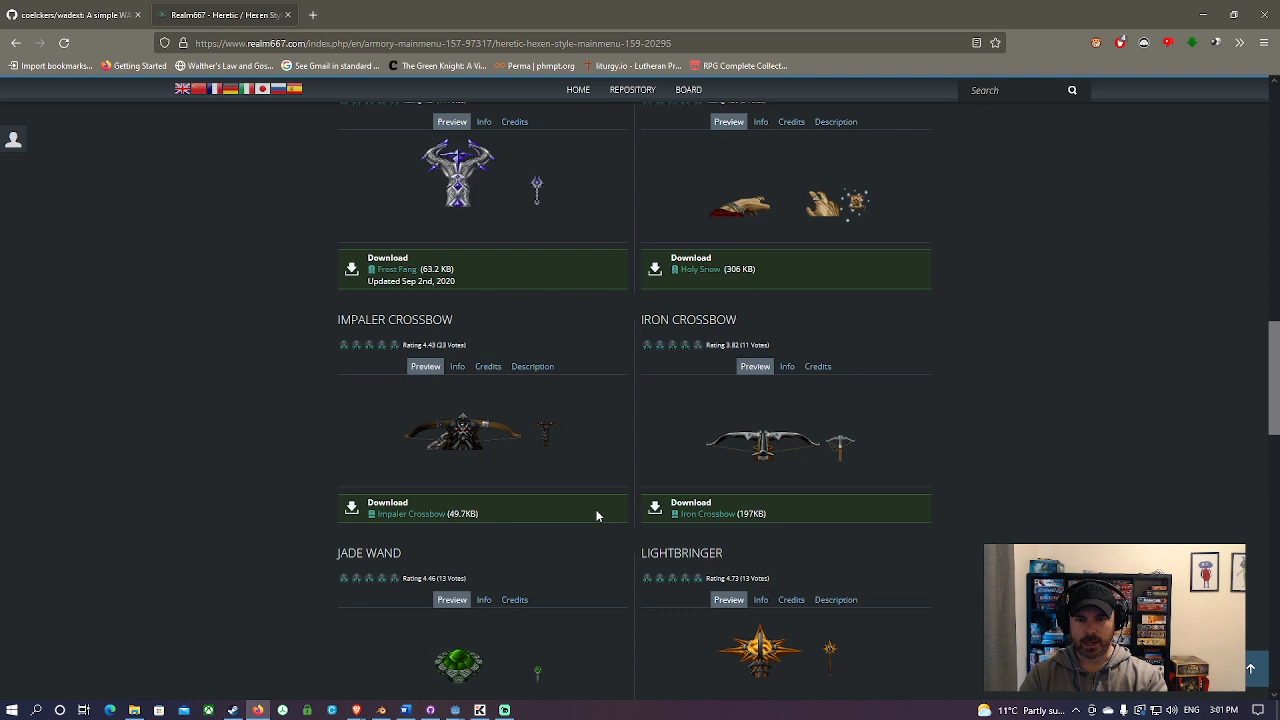 coelckers/wadext: A simple WA
Realm667 - Heretic / Hexen Styl
https://www.realm667.com/index.php/en/armory-mainmenu-157-97317/heretic-hexen-style-mainmenu-159-20295
Import bookmarks... Getting Started Walther's Law and Gos... See Gmail in standard ... The Green Knight: A Vi... Perma | phmpt.org liturgy.io – Lutheran Pr... RPG Complete Collect...
HOME REPOSITORY BOARD Search
Preview Info Credits
Preview Info Credits Description
Download
Frost Fang (63.2 KB)
Updated Sep 2nd, 2020
Download
Holy Snow (306 KB)
IMPALER CROSSBOW
Rating 4.43 (23 Votes)
Preview Info Credits Description
IRON CROSSBOW
Rating 3.82 (11 Votes)
Preview Info Credits
Download
Impaler Crossbow (49.7KB)
Download
Iron Crossbow (197KB)
JADE WAND
Rating 4.46 (13 Votes)
Preview Info Credits
LIGHTBRINGER
Rating 4.73 (13 Votes)
Preview Info Credits Description
11°C Partly sunny 3:01 PM